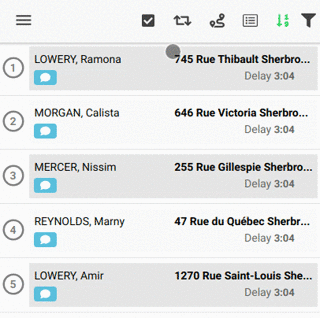 1 LOWERY, Ramona 745 Rue Thibault Sherbro...
Delay 3:04
2 MORGAN, Calista 646 Rue Victoria Sherbro...
Delay 3:04
3 MERCER, Nissim 255 Rue Gillespie Sherbro...
Delay 3:04
4 REYNOLDS, Marny 47 Rue du Québec Sherbr...
Delay 3:04
5 LOWERY, Amir 1270 Rue Saint-Louis She...
Delay 3:04